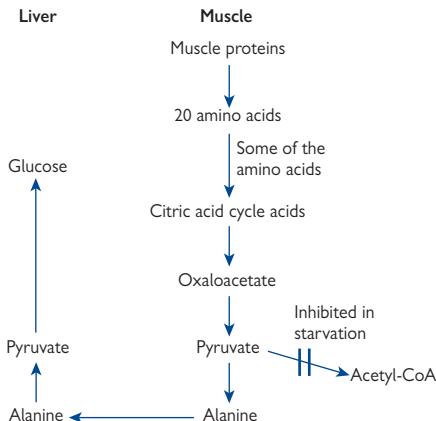 Liver
Muscle
Muscle proteins
20 amino acids
Some of the
amino acids
Glucose
Citric acid cycle acids
Oxaloacetate
Inhibited in
starvation
Pyruvate
Pyruvate
Acetyl-CoA
Alanine
Alanine